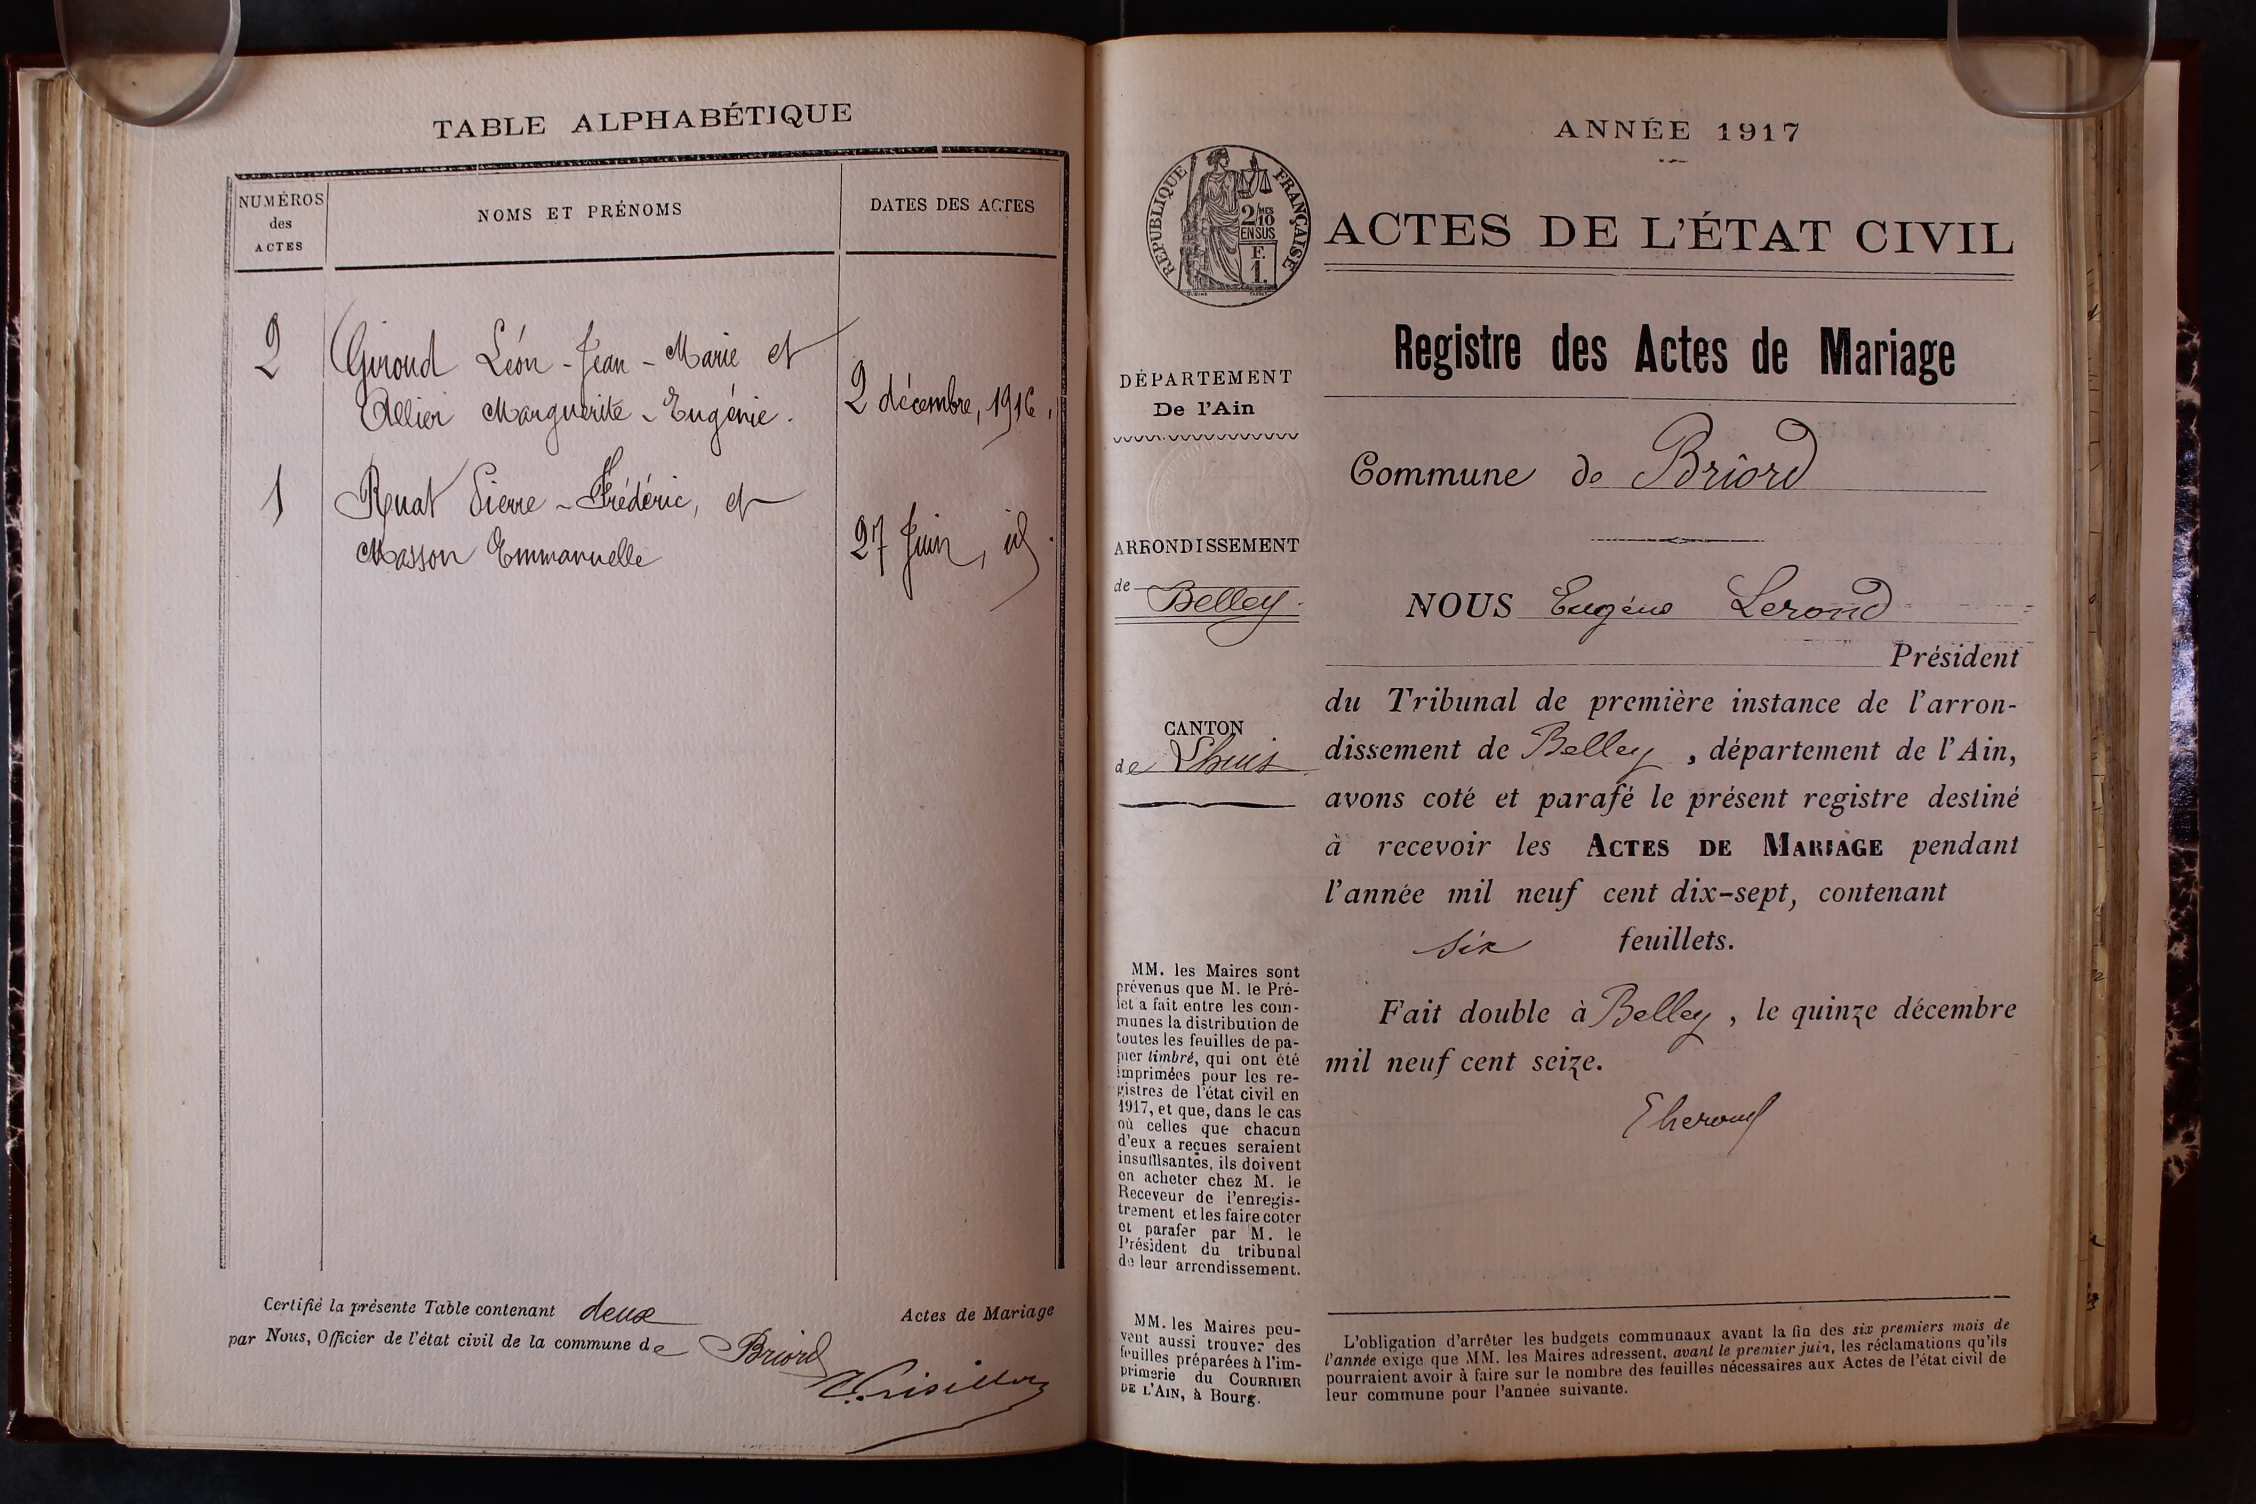 TABLE ALPHABÉTIQUE
NUMÉROS
des
ACTES
NOMS ET PRÉNOMS
DATES DES ACTES
2
Giroud Léon - Jean - Marie et
Allier Marguerite - Eugénie.
2 décembre, 1916.
1
Ruat Pierre - Frédéric, et
Masson Emmanuelle
27 Juin, id.
Certifié la présente Table contenant deux Actes de Mariage
par Nous, Officier de l'état civil de la commune de Briord
ANNÉE 1917
RÉPUBLIQUE FRANÇAISE
2/10MES
EN SUS
F.
1.
ACTES DE L'ÉTAT CIVIL
Registre des Actes de Mariage
DÉPARTEMENT
De l'Ain
Commune de Briord
ARRONDISSEMENT
de Belley.
CANTON
de Lhuis
NOUS Eugène Lerond
Président
du Tribunal de première instance de l'arron-
dissement de Belley, département de l'Ain,
avons coté et parafé le présent registre destiné
à recevoir les ACTES DE MARIAGE pendant
l'année mil neuf cent dix-sept, contenant
six feuillets.
Fait double à Belley, le quinze décembre
mil neuf cent seize.
MM. les Maires sont
prévenus que M. le Pré-
fet a fait entre les com-
munes la distribution de
toutes les feuilles de pa-
pier timbré, qui ont été
imprimées pour les re-
gistres de l'état civil en
1917, et que, dans le cas
où celles que chacun
d'eux a reçues seraient
insuffisantes, ils doivent
en acheter chez M. le
Receveur de l'enregis-
trement et les faire coter
et parafer par M. le
Président du tribunal
de leur arrondissement.
MM. les Maires peu-
vent aussi trouver des
feuilles préparées à l'im-
primerie du COURRIER
DE L'AIN, à Bourg.
L'obligation d'arrêter les budgets communaux avant la fin des six premiers mois de
l'année exige que MM. les Maires adressent, avant le premier juin, les réclamations qu'ils
pourraient avoir à faire sur le nombre des feuilles nécessaires aux Actes de l'état civil de
leur commune pour l'année suivante.